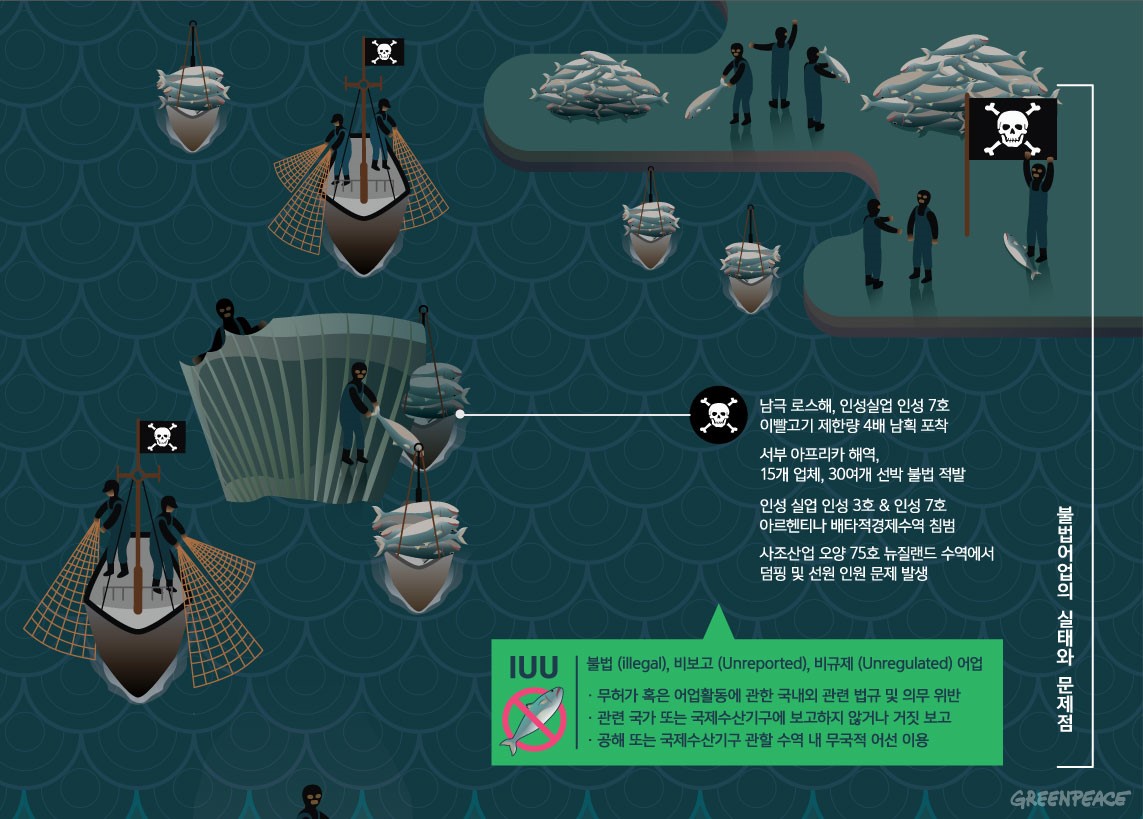 남극 로스해, 인성실업 인성 7호
이빨고기 제한량 4배 남획 포착
서부 아프리카 해역,
15개 업체, 30여개 선박 불법 적발
인성 실업 인성 3호 & 인성 7호
아르헨티나 배타적경제수역 침범
사조산업 오양 75호 뉴질랜드 수역에서
덤핑 및 선원 인원 문제 발생
불법어업의 실태와 문제점
IUU
불법 (illegal), 비보고 (Unreported), 비규제 (Unregulated) 어업
· 무허가 혹은 어업활동에 관한 국내외 관련 법규 및 의무 위반
· 관련 국가 또는 국제수산기구에 보고하지 않거나 거짓 보고
· 공해 또는 국제수산기구 관할 수역 내 무국적 어선 이용
GREENPEACE